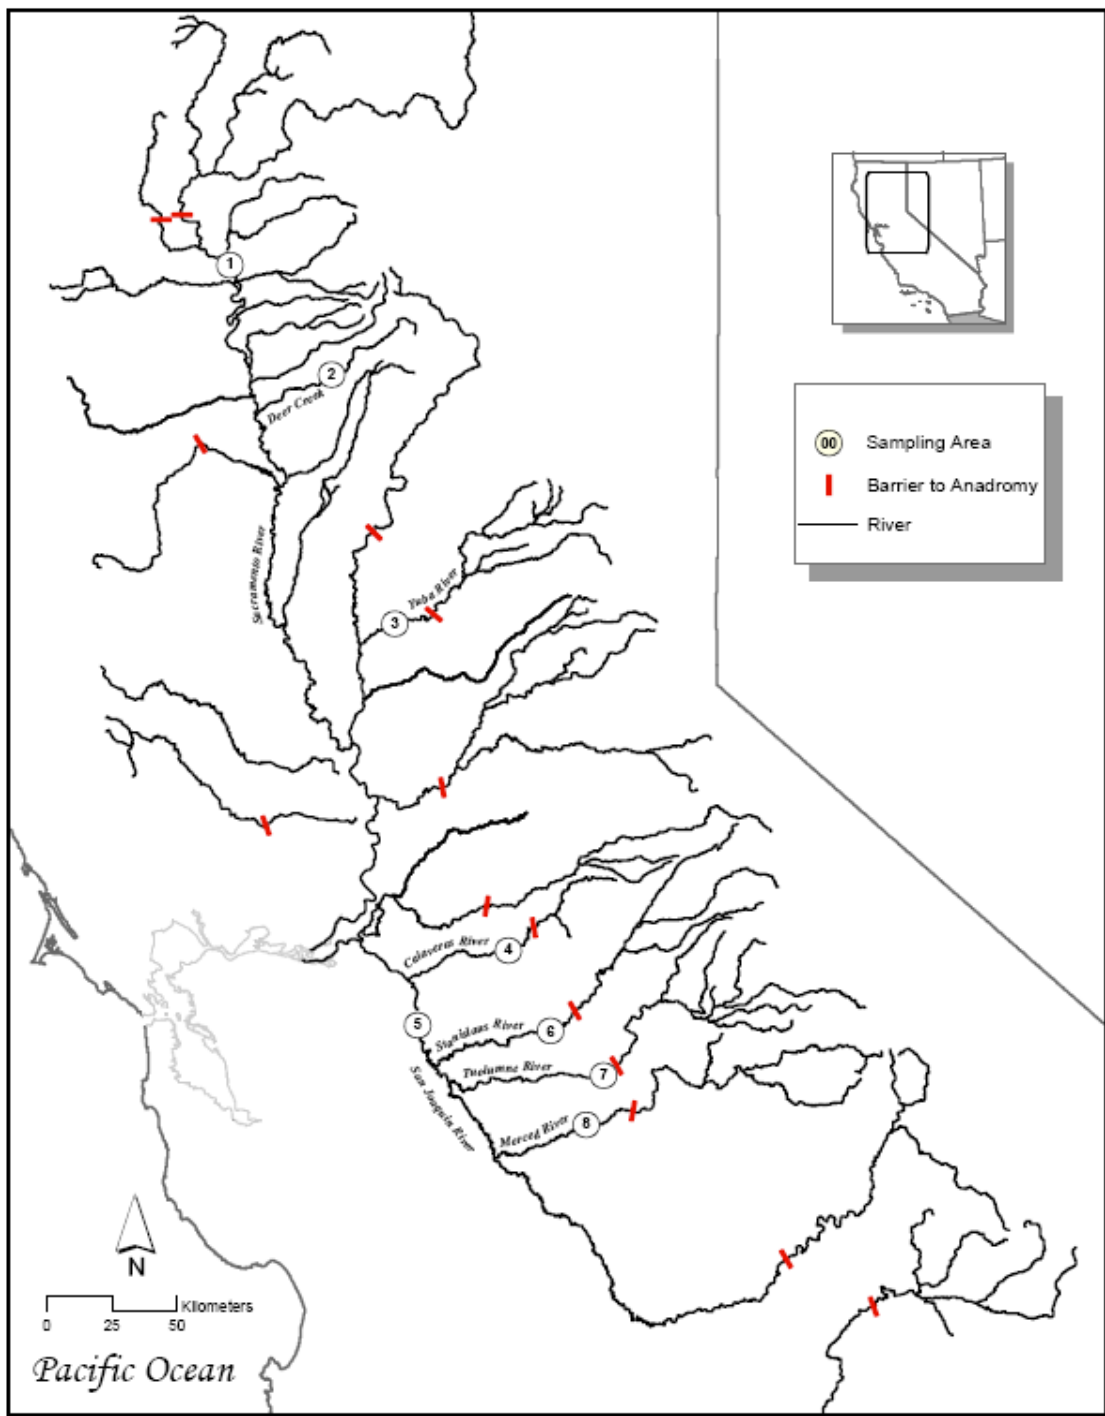 1
2
Deer Creek
00 Sampling Area
Barrier to Anadromy
River
Sacramento River
Yuba River
3
Calaveras River
4
5
Stanislaus River
6
Tuolumne River
7
San Joaquin River
Merced River
8
N
Kilometers
0 25 50
Pacific Ocean